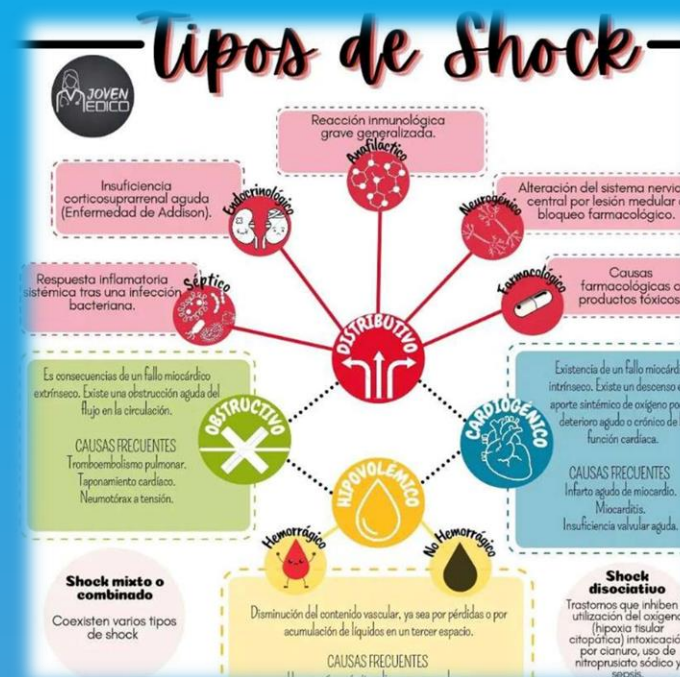 Tipos de Shock
JOVEN
MEDICO
Reacción inmunológica
grave generalizada.
Anafiláctico
Insuficiencia
corticosuprarrenal aguda
(Enfermedad de Addison).
Endocrinológico
Neurogénico
Alteración del sistema nervio
central por lesión medular
bloqueo farmacológico.
Respuesta inflamatoria
sistémica tras una infección
bacteriana.
Séptico
Farmacológico
Causas
farmacológicas o
productos tóxicos
DISTRIBUTIVO
Es consecuencias de un fallo miocárdico
extrínseco. Existe una obstrucción aguda del
flujo en la circulación.
CAUSAS FRECUENTES
Tromboembolismo pulmonar.
Taponamiento cardíaco.
Neumotórax a tensión.
OBSTRUCTIVO
CARDIOGÉNICO
Existencia de un fallo miocárd
intrínseco. Existe un descenso e
aporte sintémico de oxígeno po
deterioro agudo o crónico de
función cardíaca.
CAUSAS FRECUENTES
Infarto agudo de miocardio.
Miocarditis.
Insuficiencia valvular aguda.
HIPOVOLÉMICO
Hemorrágico
No Hemorrágico
Shock mixto o
combinado
Coexisten varios tipos
de shock
Disminución del contenido vascular, ya sea por pérdidas o por
acumulación de líquidos en un tercer espacio.
CAUSAS FRECUENTES
Shock
disociativo
Trastornos que inhiben
utilización del oxígeno
(hipoxia tisular
citopática) intoxicació
por cianuro, uso de
nitroprusiato sódico y
sepsis